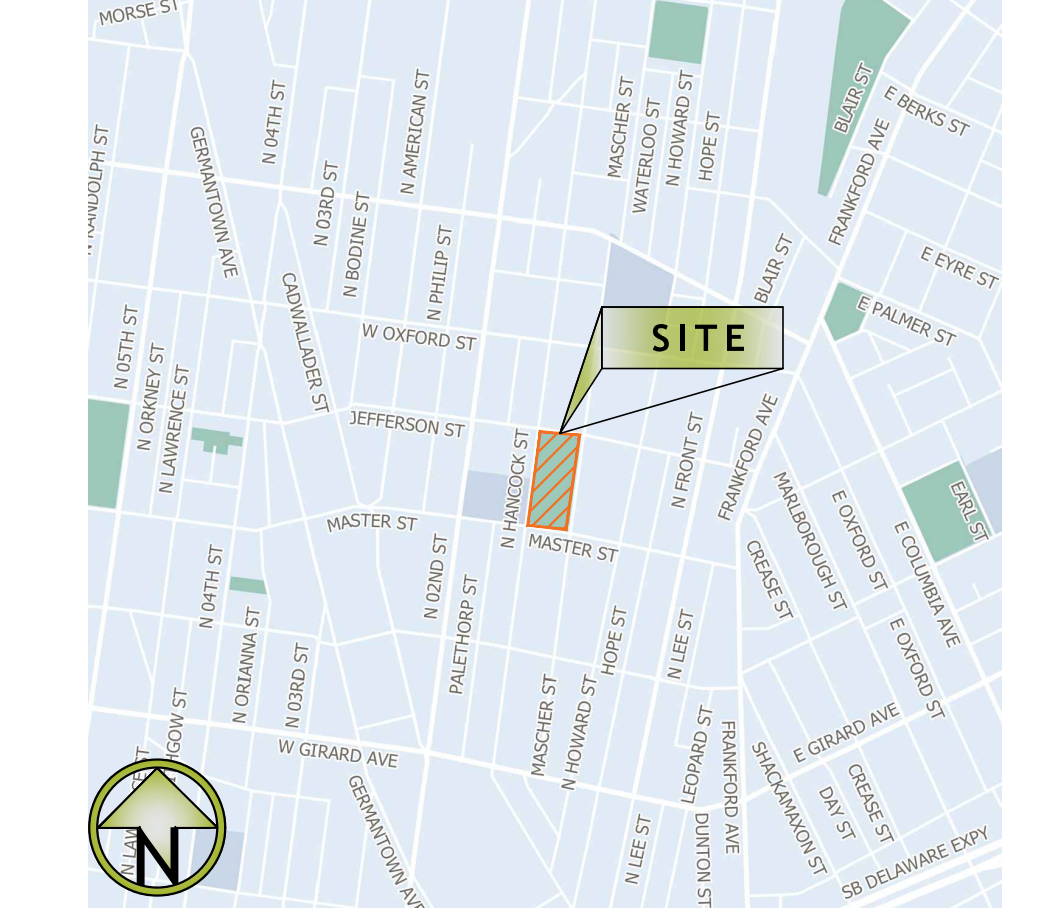 MORSE ST
N 04TH ST
N AMERICAN ST
MASCHER ST
WATERLOO ST
N HOWARD ST
HOPE ST
BLAIR ST
E BERKS ST
FRANKFORD AVE
GERMANTOWN AVE
N 03RD ST
N BODINE ST
N PHILIP ST
CADWALLADER ST
BLAIR ST
E EYRE ST
E PALMER ST
W OXFORD ST
SITE
N 05TH ST
N ORKNEY ST
N LAWRENCE ST
JEFFERSON ST
N HANCOCK ST
N FRONT ST
FRANKFORD AVE
MARLBOROUGH ST
E OXFORD ST
E COLUMBIA AVE
EARL ST
MASTER ST
MASTER ST
CREASE ST
N 04TH ST
N ORIANNA ST
N 03RD ST
N 02ND ST
PALETHORP ST
HOPE ST
N LEE ST
E OXFORD ST
MASCHER ST
N HOWARD ST
W GIRARD AVE
E GIRARD AVE
LEOPARD ST
FRANKFORD AVE
SHACKAMAXON ST
DAY ST
CREASE ST
GERMANTOWN AVE
N LEE ST
DUNTON ST
SB DELAWARE EXPY
N